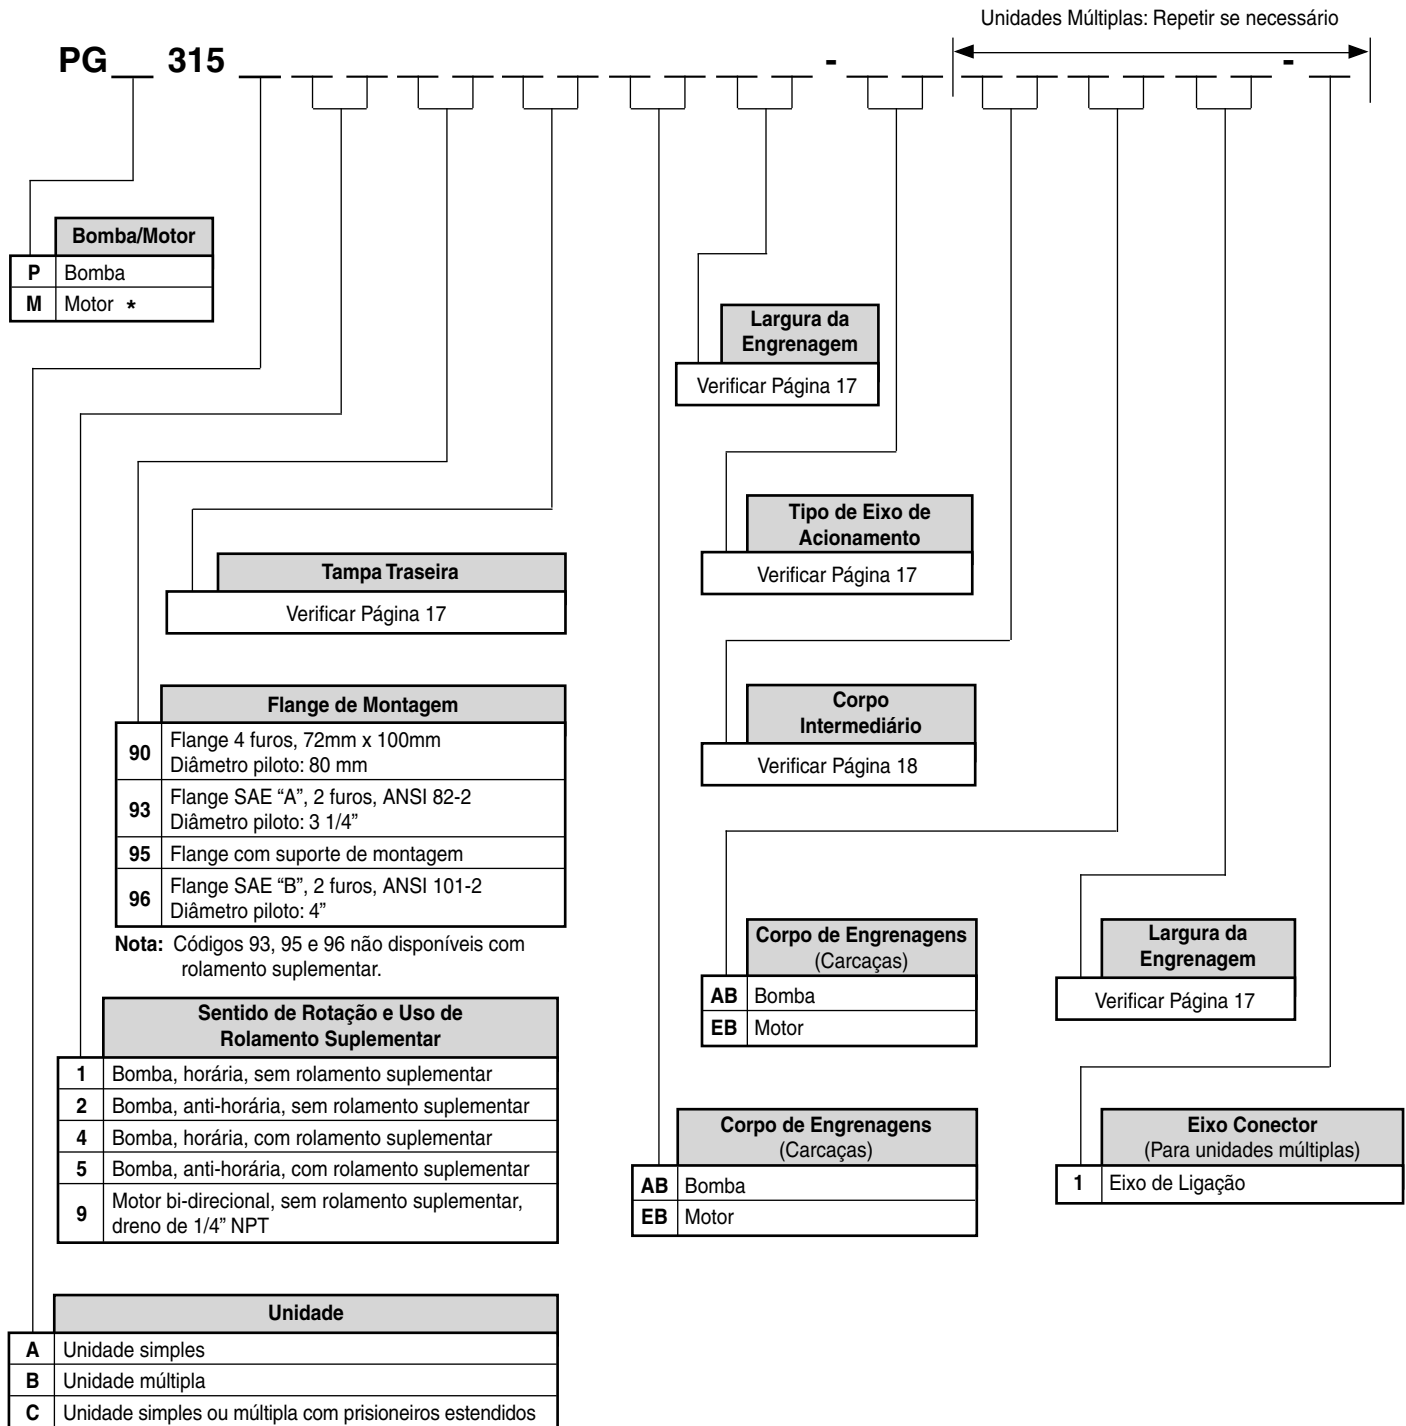 Unidades Múltiplas: Repetir se necessário
PG__ 315 __ __ __ __ __ __ __ __ __ __ __ - __ __ __ __ __ __ __ __ - __
Bomba/Motor
P Bomba
M Motor *
Largura da
Engrenagem
Verificar Página 17
Tipo de Eixo de
Acionamento
Verificar Página 17
Tampa Traseira
Verificar Página 17
Flange de Montagem
90 Flange 4 furos, 72mm x 100mm
Diâmetro piloto: 80 mm
93 Flange SAE “A”, 2 furos, ANSI 82-2
Diâmetro piloto: 3 1/4”
95 Flange com suporte de montagem
96 Flange SAE “B”, 2 furos, ANSI 101-2
Diâmetro piloto: 4”
Nota: Códigos 93, 95 e 96 não disponíveis com
rolamento suplementar.
Corpo
Intermediário
Verificar Página 18
Corpo de Engrenagens
(Carcaças)
AB Bomba
EB Motor
Largura da
Engrenagem
Verificar Página 17
Sentido de Rotação e Uso de
Rolamento Suplementar
1 Bomba, horária, sem rolamento suplementar
2 Bomba, anti-horária, sem rolamento suplementar
4 Bomba, horária, com rolamento suplementar
5 Bomba, anti-horária, com rolamento suplementar
9 Motor bi-direcional, sem rolamento suplementar,
dreno de 1/4” NPT
Corpo de Engrenagens
(Carcaças)
AB Bomba
EB Motor
Eixo Conector
(Para unidades múltiplas)
1 Eixo de Ligação
Unidade
A Unidade simples
B Unidade múltipla
C Unidade simples ou múltipla com prisioneiros estendidos